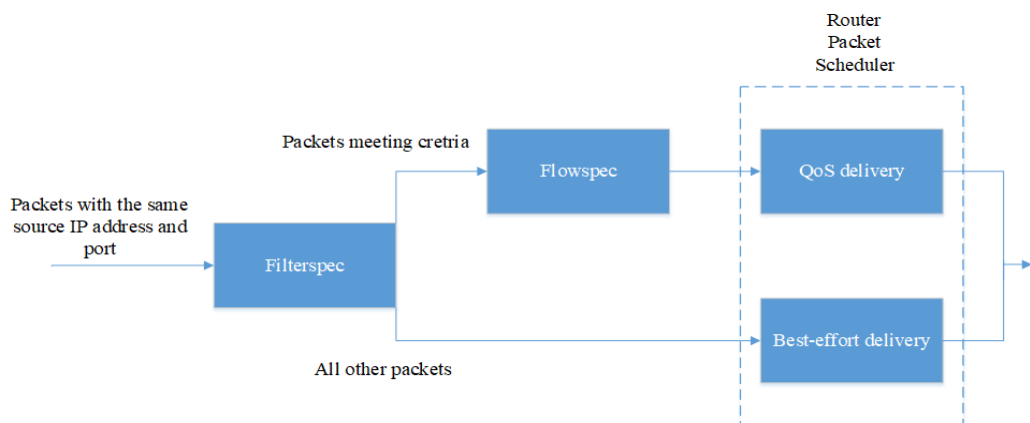 Router
Packet
Scheduler
Packets meeting cretria
Flowspec
QoS delivery
Packets with the same
source IP address and
port
Filterspec
Best-effort delivery
All other packets